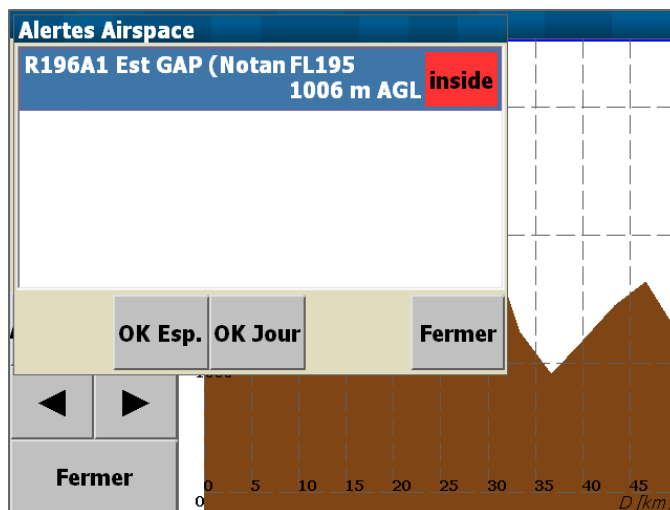 Alertes Airspace
R196A1 Est GAP (Notan FL195
1006 m AGL
inside
OK Esp. OK Jour Fermer
◀ ▶
Fermer
0 5 10 15 20 25 30 35 40 45
0
D [km